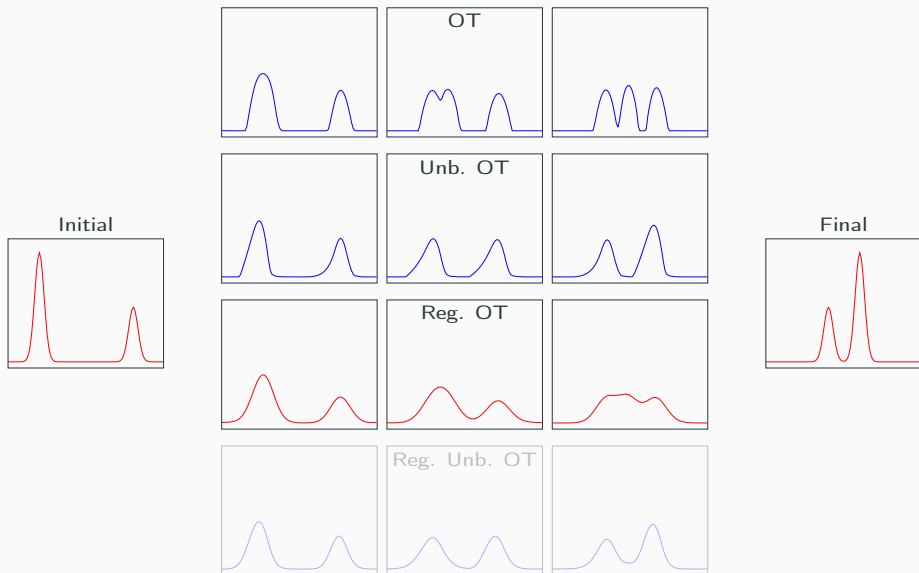 OT
Unb. OT
Initial
Final
Reg. OT
Reg. Unb. OT